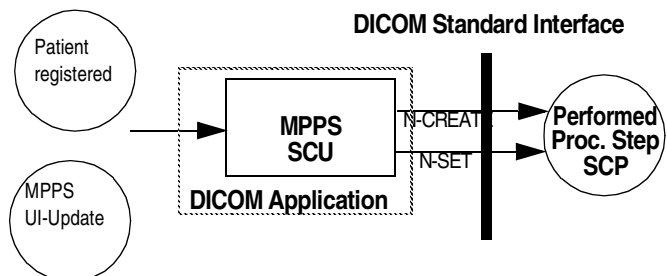 DICOM Standard Interface
Patient
registered
MPPS
SCU
N-CREATE
N-SET
Performed
Proc. Step
SCP
DICOM Application
MPPS
UI-Update